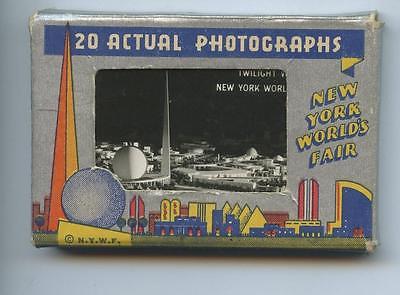 20 ACTUAL PHOTOGRAPHS
TWILIGHT
NEW YORK WORL
NEW
YORK
WORLD'S
FAIR
© N.Y.W.F.